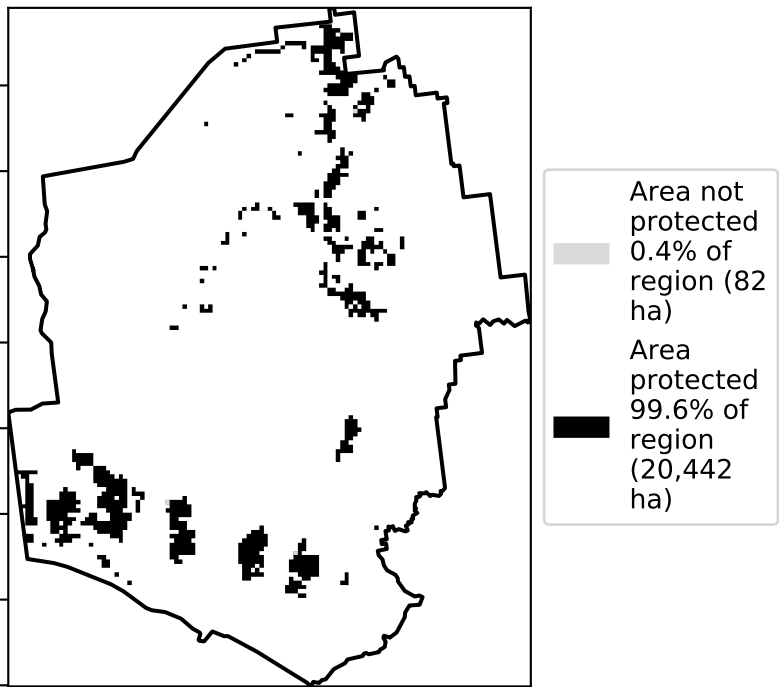 Area not
protected
0.4% of
region (82
ha)
Area
protected
99.6% of
region
(20,442
ha)